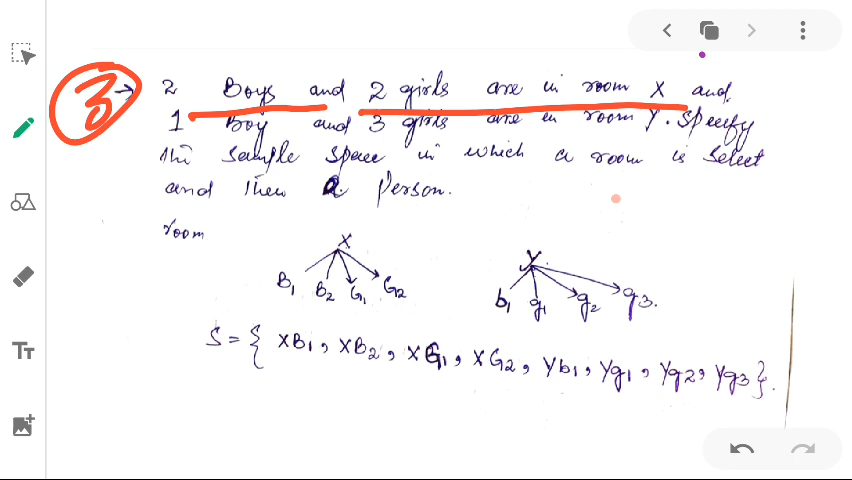 3
→ 2 Boys and 2 girls are in room X and
1 Boy and 3 girls are in room Y. Specify
the sample space in which a room is select
and then a Person.
room
X
Y
B1 B2 G1 G2
b1 g1 g2 g3.
S = { XB1, XB2, XG1, XG2, Yb1, Yg1, Yg2, Yg3}.
Tт